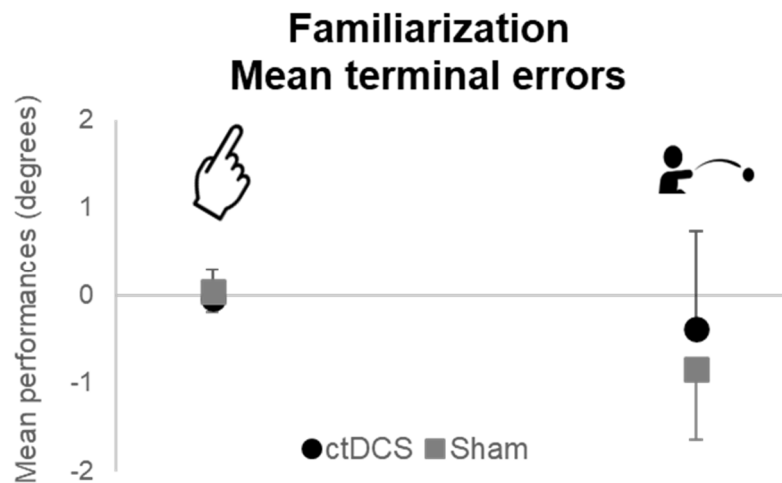 Familiarization
Mean terminal errors
Mean performances (degrees)
2
1
0
-1
-2
ctDCS Sham